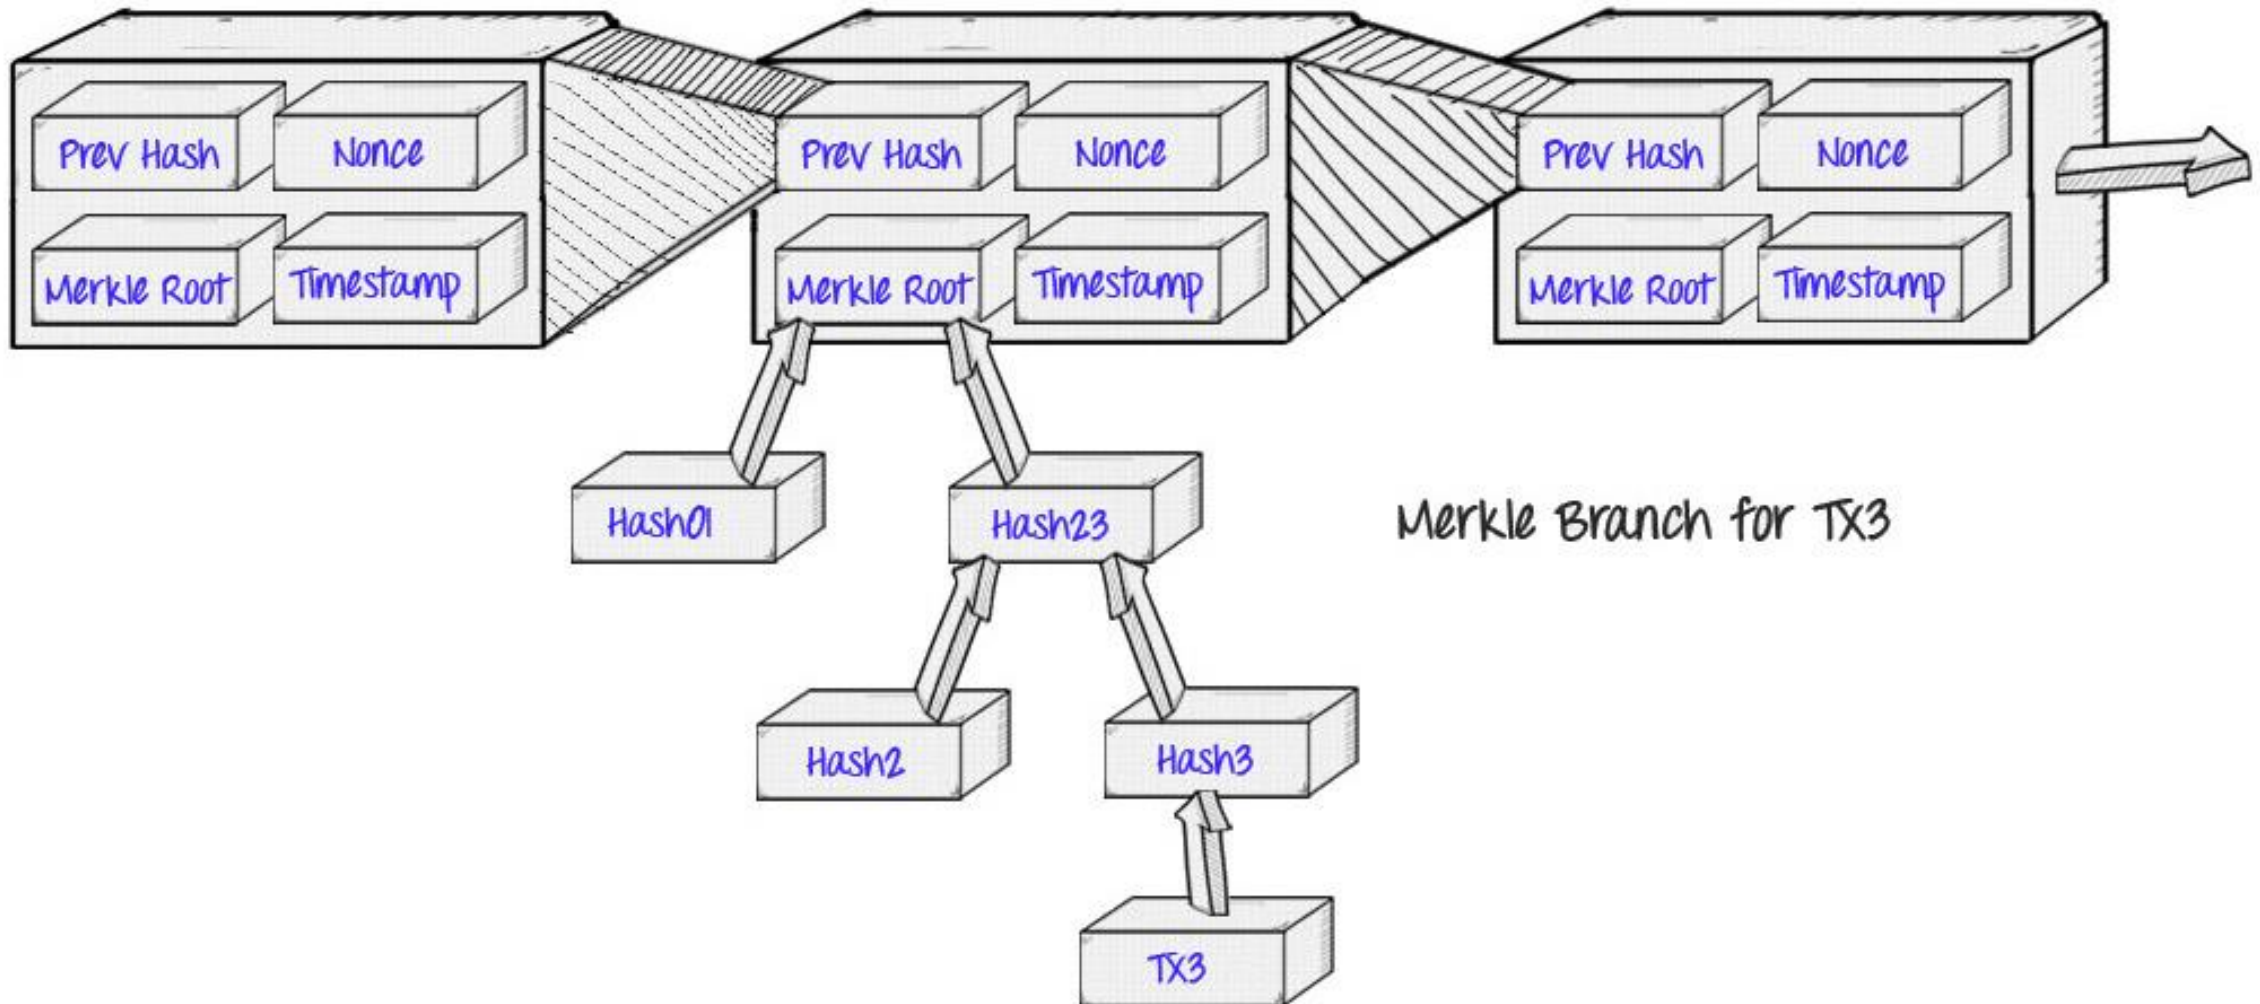 Prev Hash
Nonce
Prev Hash
Nonce
Prev Hash
Nonce
Merkle Root
Timestamp
Merkle Root
Timestamp
Merkle Root
Timestamp
Hash01
Hash23
Merkle Branch for TX3
Hash2
Hash3
TX3